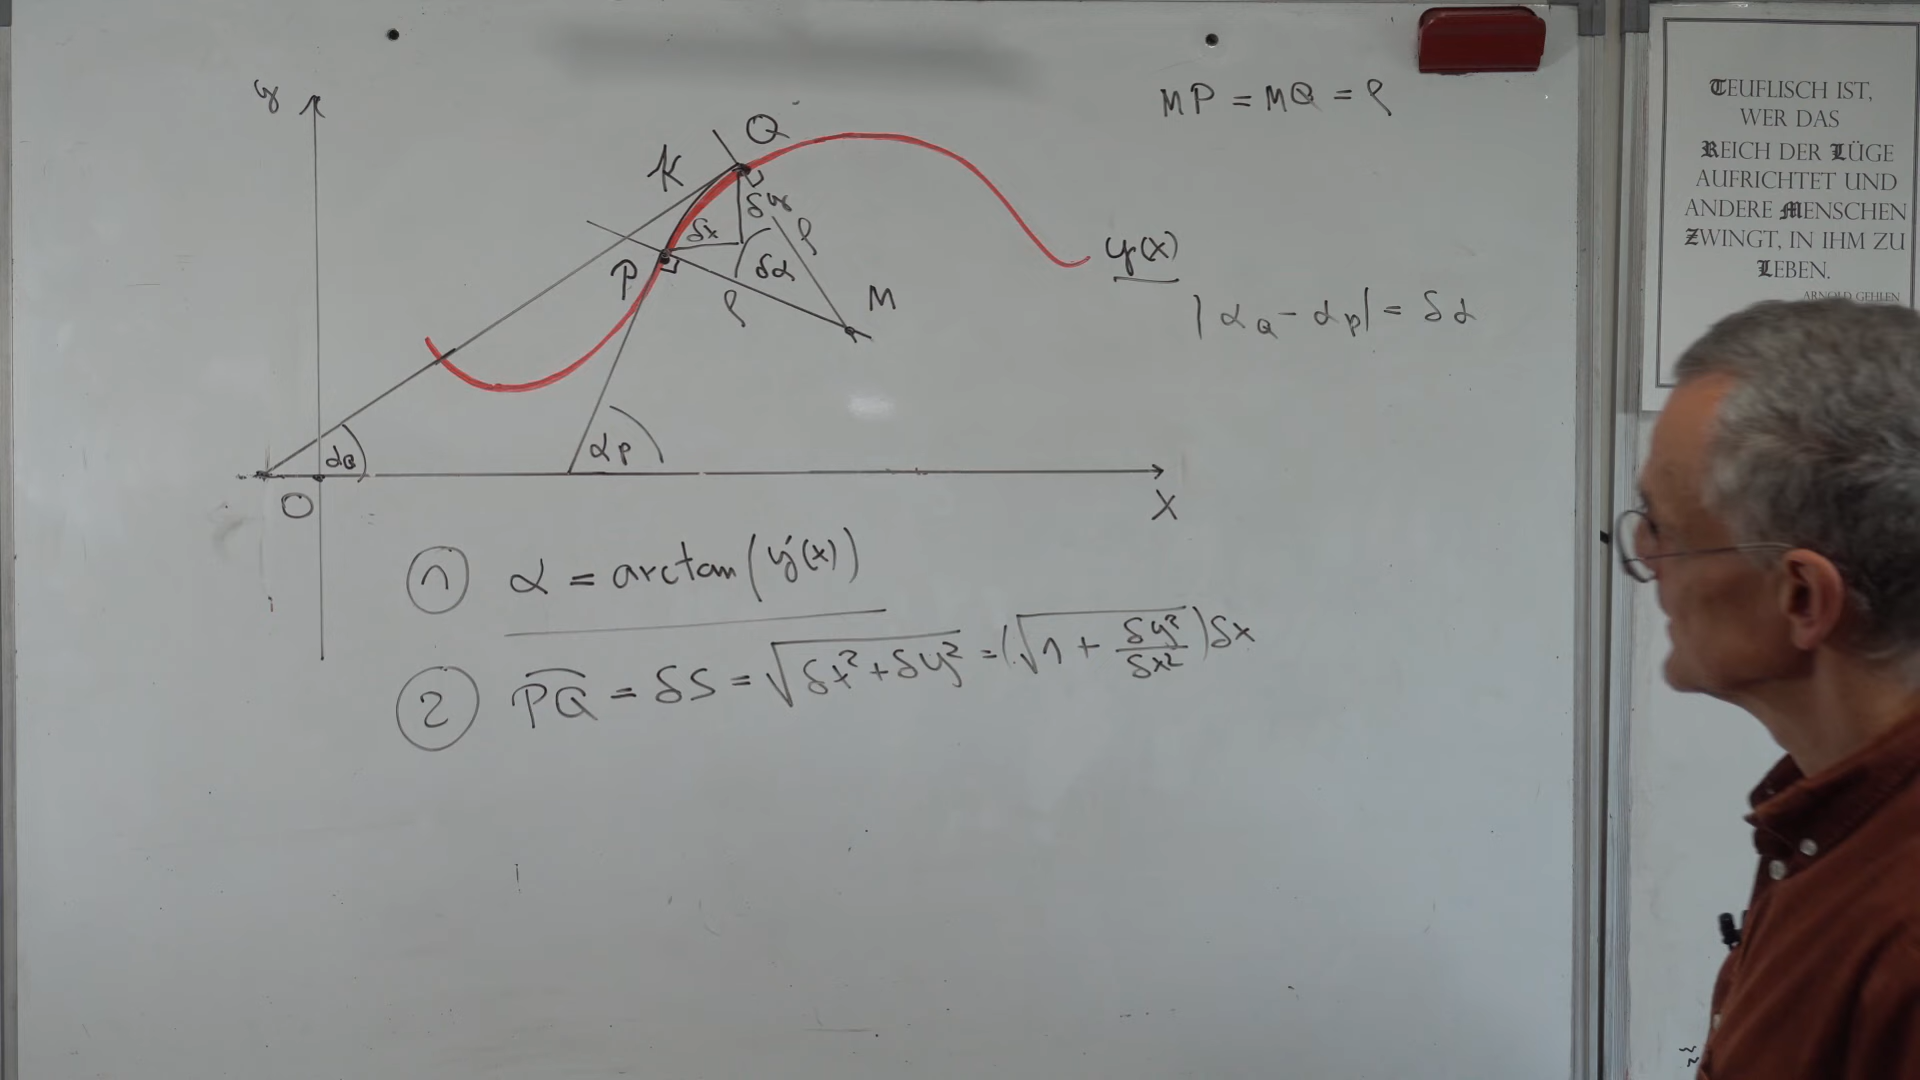 y
K
Q
MP = MQ = ρ
δx
δy
ρ
P
δα
ρ
M
y(x)
|α_Q - α_P| = δα
α_Q
α_P
O
X
① α = arctan(y'(x))
② PQ = δS = √δx² + δy² = (√1 + δy²/δx²)δx
TEUFLISCH IST,
WER DAS
REICH DER LÜGE
AUFRICHTET UND
ANDERE MENSCHEN
ZWINGT, IN IHM ZU
LEBEN.
ARNOLD GEHLEN